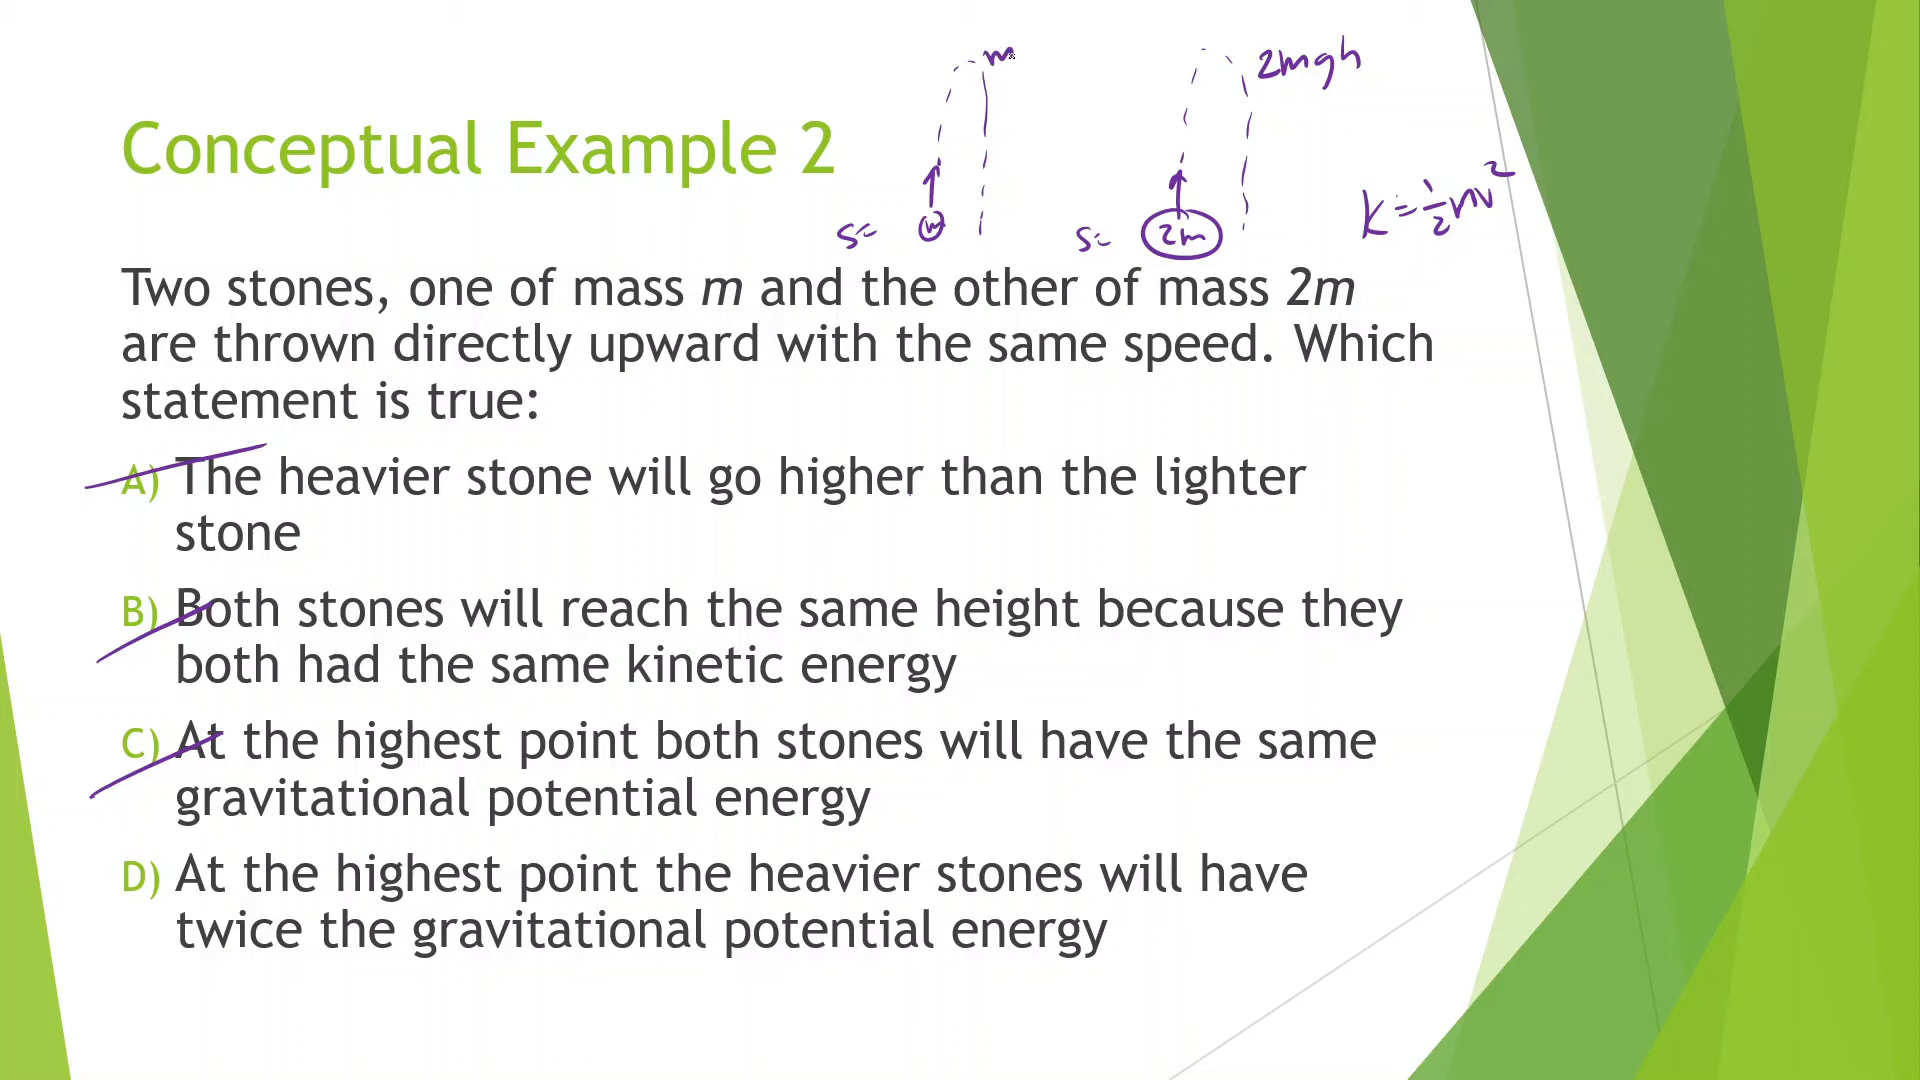 m
2mgh
Conceptual Example 2
K=½mv²
s= m
s= 2m
Two stones, one of mass m and the other of mass 2m
are thrown directly upward with the same speed. Which
statement is true:
A) The heavier stone will go higher than the lighter
stone
B) Both stones will reach the same height because they
both had the same kinetic energy
C) At the highest point both stones will have the same
gravitational potential energy
D) At the highest point the heavier stones will have
twice the gravitational potential energy